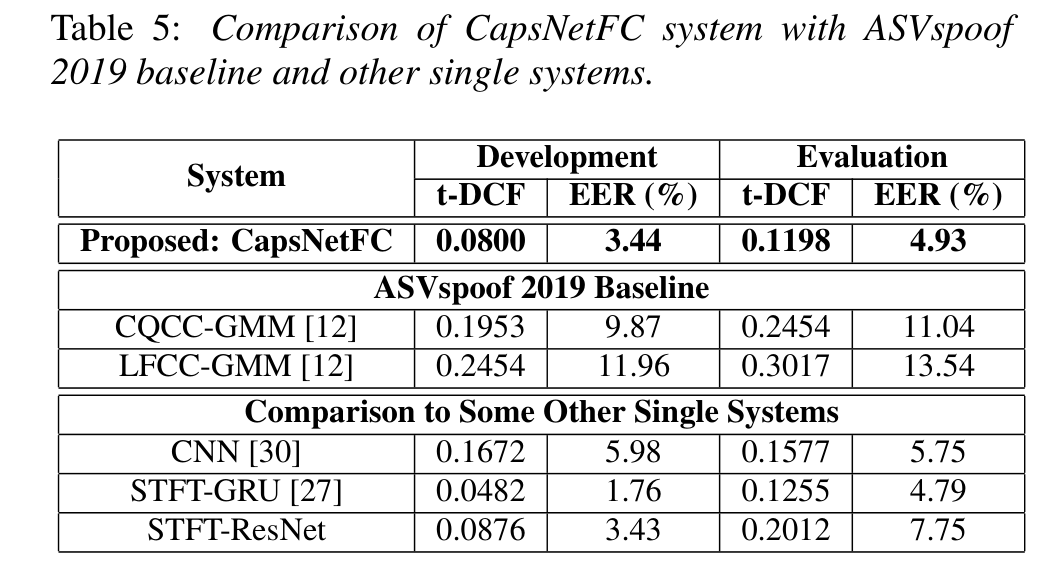 Table 5: Comparison of CapsNetFC system with ASVspoof
2019 baseline and other single systems.
System Development Evaluation
t-DCF EER (%) t-DCF EER (%)
Proposed: CapsNetFC 0.0800 3.44 0.1198 4.93
ASVspoof 2019 Baseline
CQCC-GMM [12] 0.1953 9.87 0.2454 11.04
LFCC-GMM [12] 0.2454 11.96 0.3017 13.54
Comparison to Some Other Single Systems
CNN [30] 0.1672 5.98 0.1577 5.75
STFT-GRU [27] 0.0482 1.76 0.1255 4.79
STFT-ResNet 0.0876 3.43 0.2012 7.75